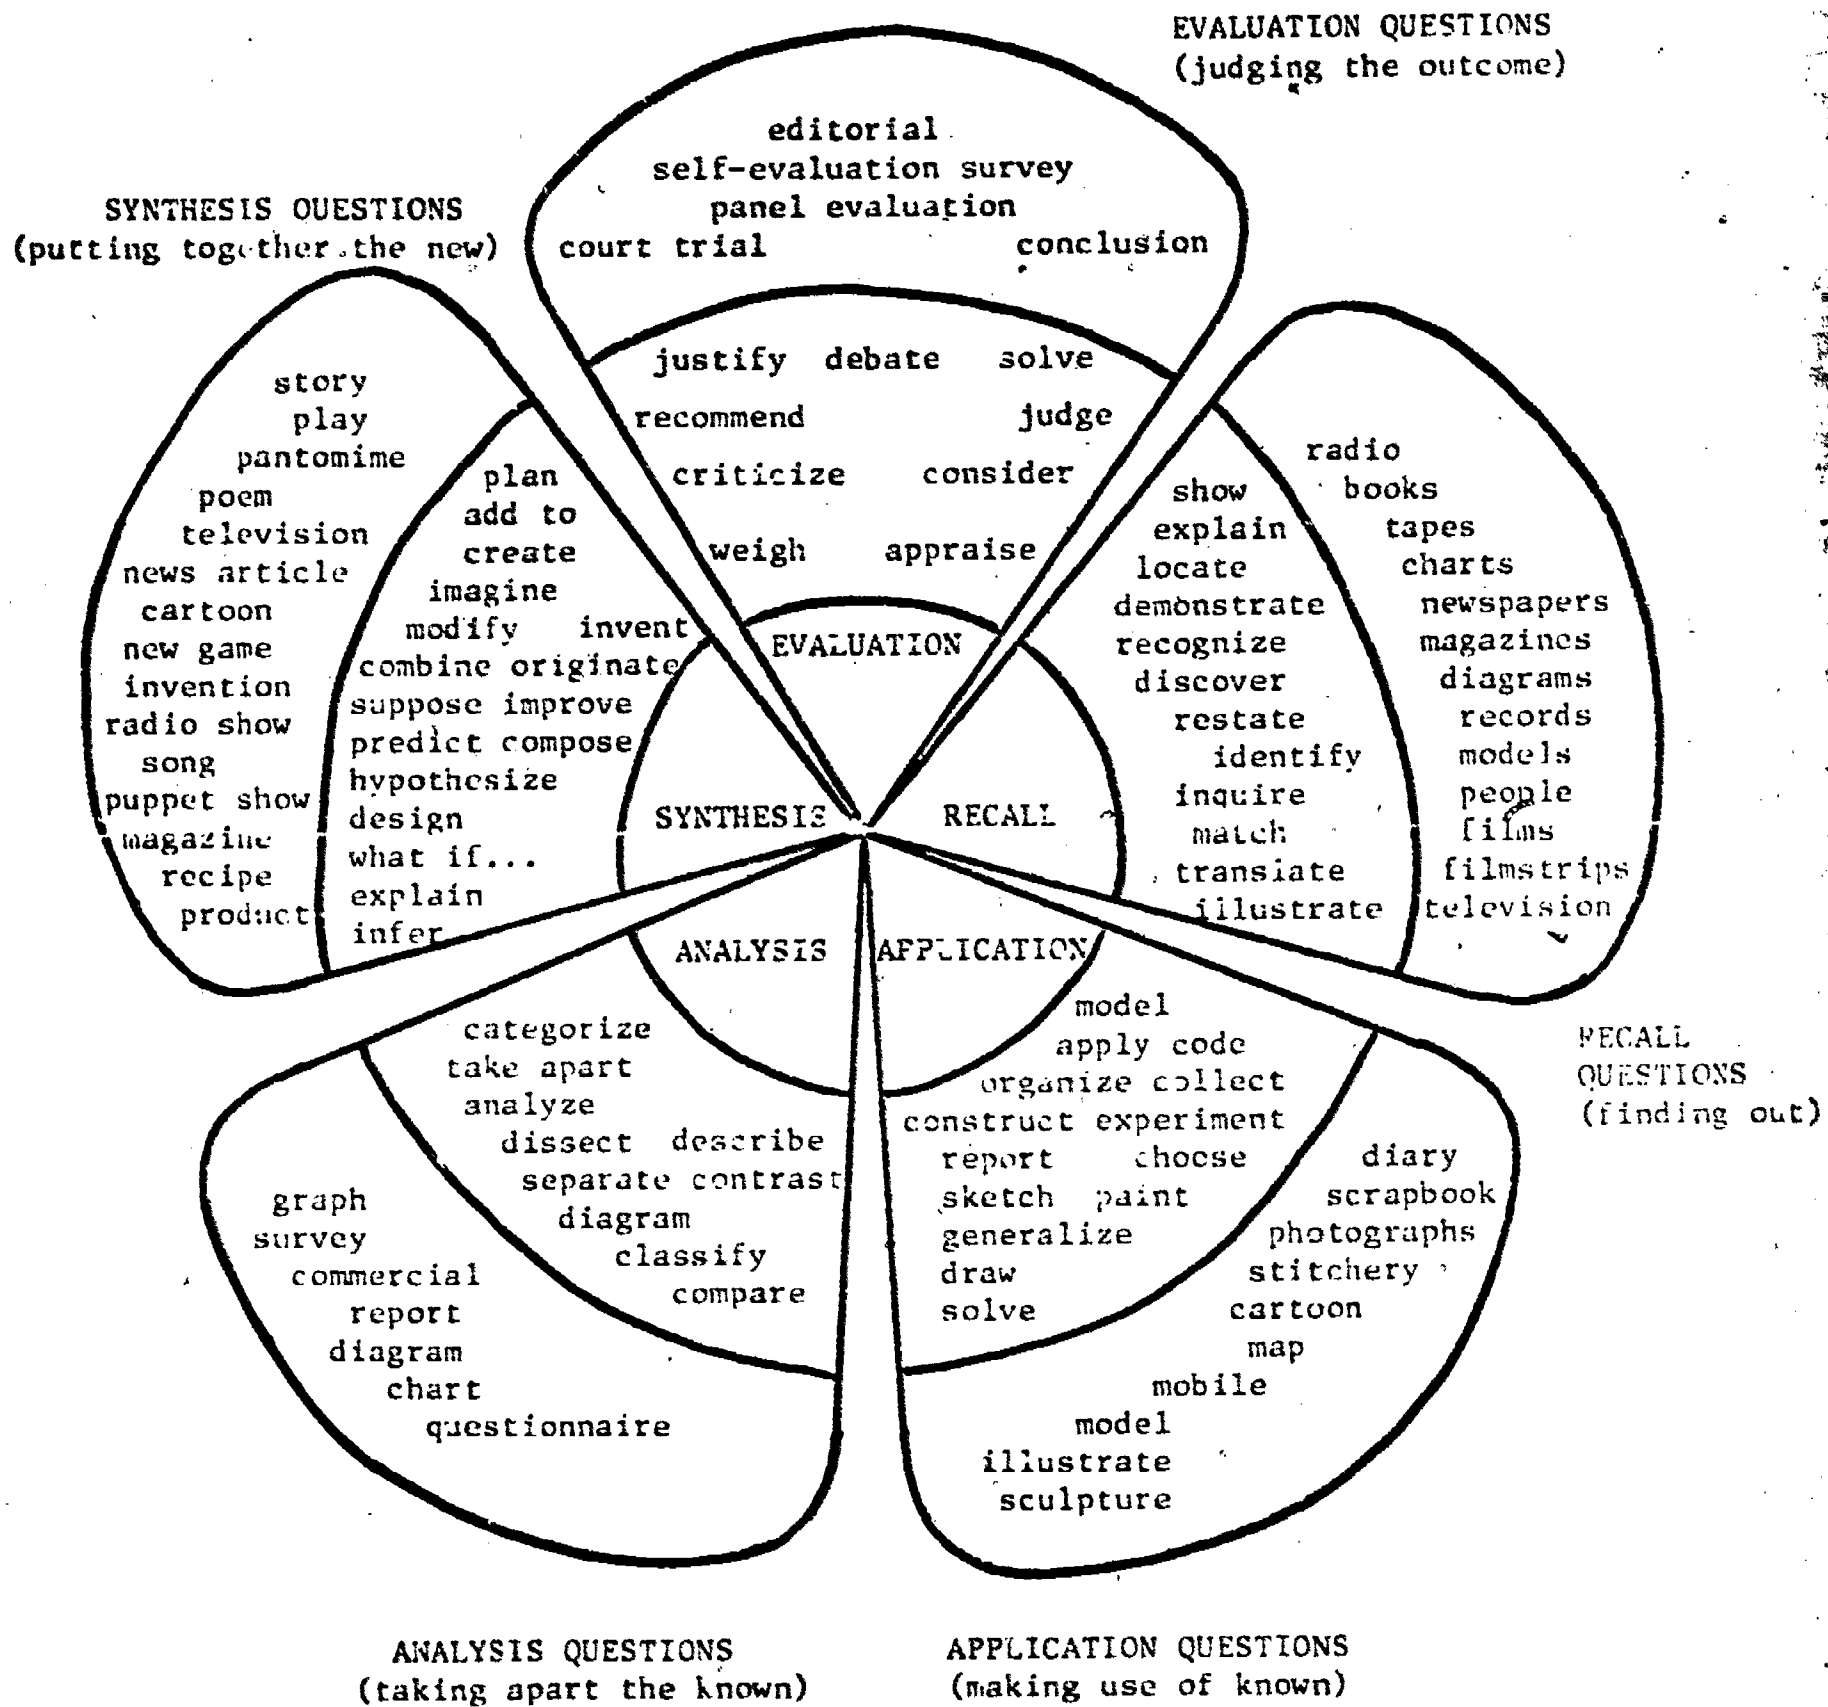 EVALUATION QUESTIONS
(judging the outcome)
editorial
self-evaluation survey
panel evaluation
court trial conclusion
justify debate solve
recommend judge
criticize consider
weigh appraise
EVALUATION
SYNTHESIS QUESTIONS
(putting together the new)
story
play
pantomime
poem
television
news article
cartoon
new game
invention
radio show
song
puppet show
magazine
recipe
product
plan
add to
create
imagine
modify invent
combine originate
suppose improve
predict compose
hypothesize
design
what if...
explain
infer
SYNTHESIS
RECALL
show
explain
locate
demonstrate
recognize
discover
restate
identify
inquire
match
translate
illustrate
radio
books
tapes
charts
newspapers
magazines
diagrams
records
models
people
films
filmstrips
television
RECALL
QUESTIONS
(finding out)
ANALYSIS
categorize
take apart
analyze
dissect describe
separate contrast
diagram
classify
compare
graph
survey
commercial
report
diagram
chart
questionnaire
ANALYSIS QUESTIONS
(taking apart the known)
APPLICATION
model
apply code
organize collect
construct experiment
report choose
sketch paint
generalize
draw
solve
diary
scrapbook
photographs
stitchery
cartoon
map
mobile
model
illustrate
sculpture
APPLICATION QUESTIONS
(making use of known)